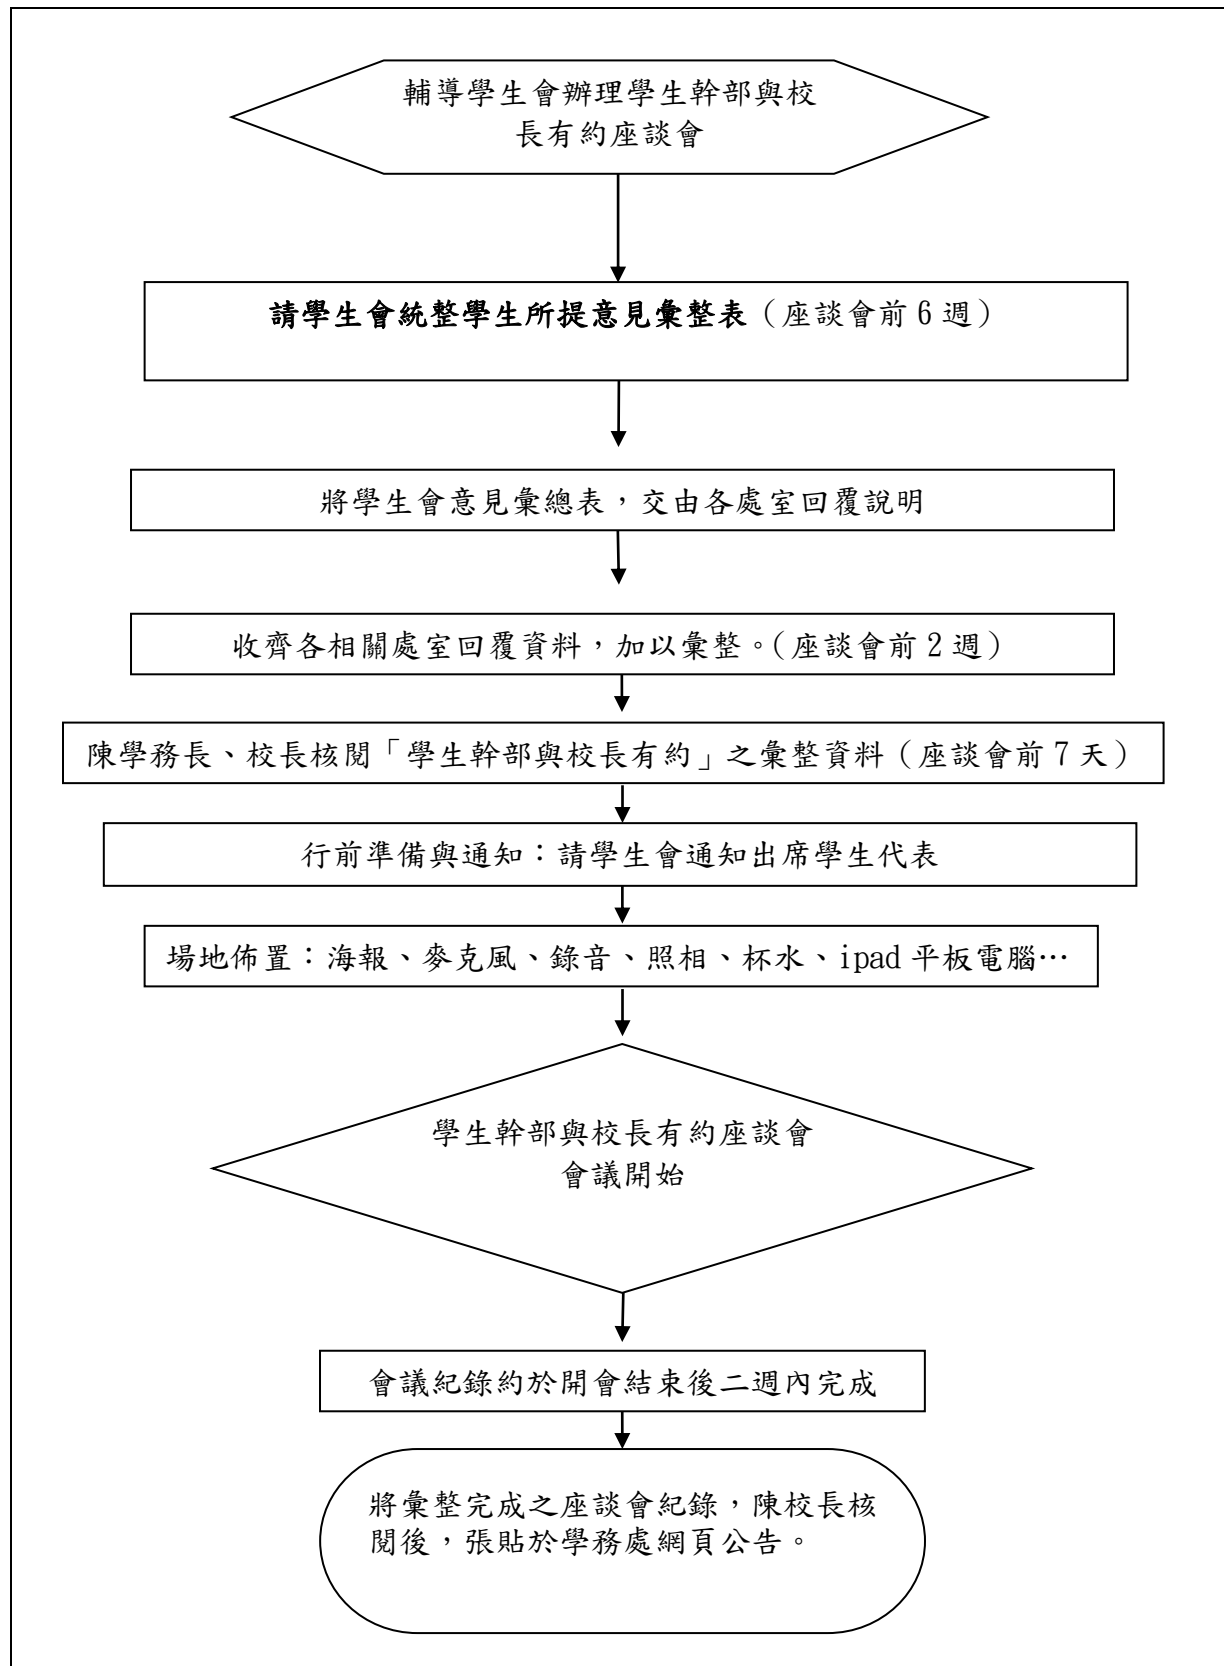 輔導學生會辦理學生幹部與校
長有約座談會
請學生會統整學生所提意見彙整表（座談會前 6 週）
將學生會意見彙總表，交由各處室回覆說明
收齊各相關處室回覆資料，加以彙整。(座談會前 2 週）
陳學務長、校長核閱「學生幹部與校長有約」之彙整資料（座談會前 7 天）
行前準備與通知：請學生會通知出席學生代表
場地佈置：海報、麥克風、錄音、照相、杯水、ipad 平板電腦…
學生幹部與校長有約座談會
會議開始
會議紀錄約於開會結束後二週內完成
將彙整完成之座談會紀錄，陳校長核
閱後，張貼於學務處網頁公告。